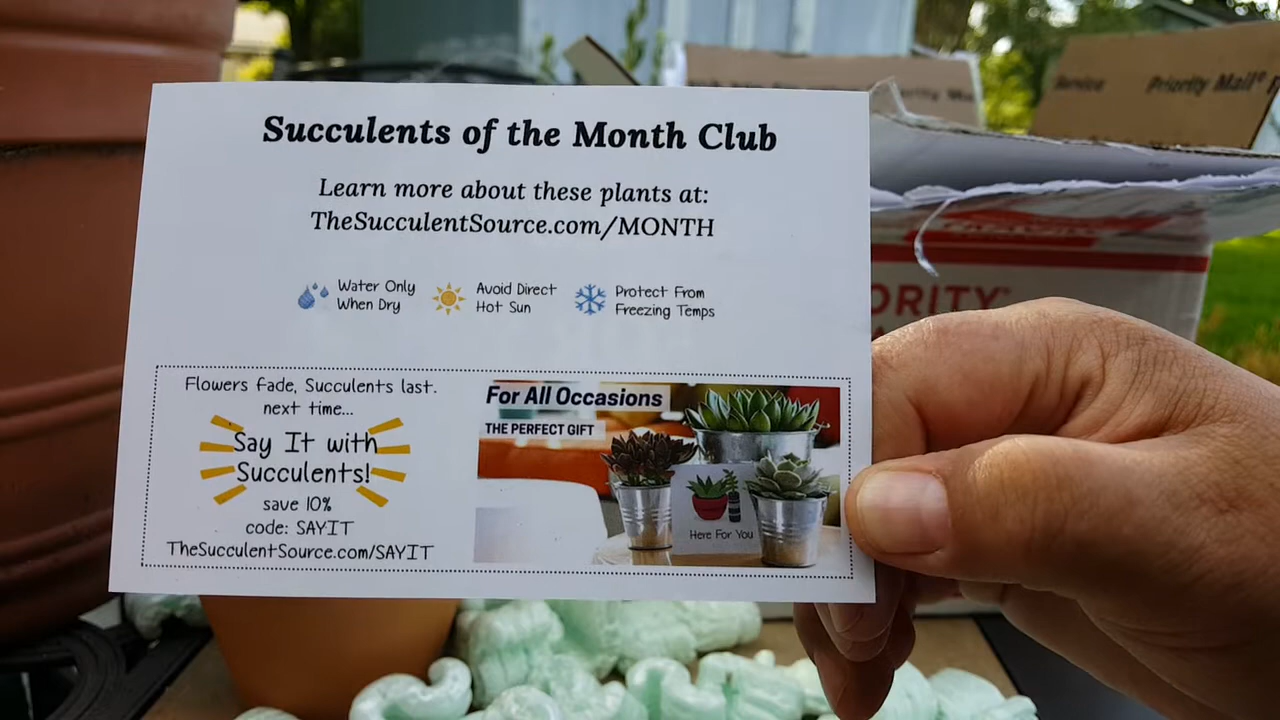 Succulents of the Month Club
Learn more about these plants at:
TheSucculentSource.com/MONTH
Water Only
When Dry
Avoid Direct
Hot Sun
Protect From
Freezing Temps
Flowers fade, Succulents last.
next time...
Say It with
Succulents!
save 10%
code: SAYIT
TheSucculentSource.com/SAYIT
For All Occasions
THE PERFECT GIFT
Here For You
Service
Priority Mail®
ORITY